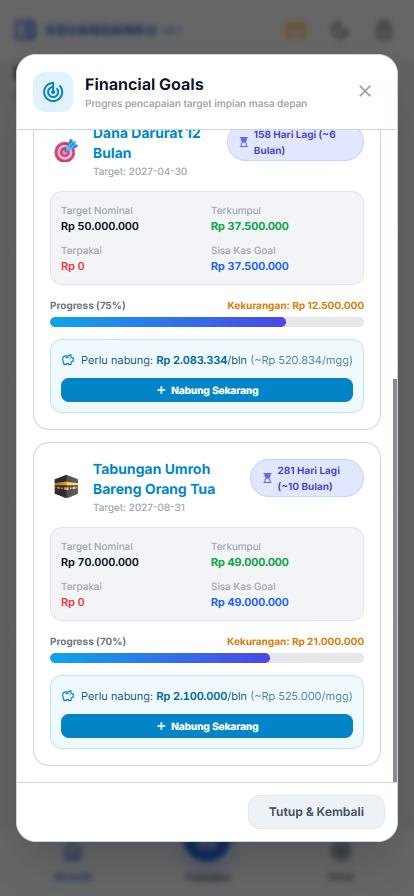 KEUANGANKU
Financial Goals
Progres pencapaian target impian masa depan
Dana Darurat 12
Bulan
158 Hari Lagi (~6
Bulan)
Target: 2027-04-30
Target Nominal
Terkumpul
Rp 50.000.000
Rp 37.500.000
Terpakai
Sisa Kas Goal
Rp 0
Rp 37.500.000
Progress (75%)
Kekurangan: Rp 12.500.000
Perlu nabung: Rp 2.083.334/bln (~Rp 520.834/mgg)
+ Nabung Sekarang
Tabungan Umroh
Bareng Orang Tua
281 Hari Lagi
(~10 Bulan)
Target: 2027-08-31
Target Nominal
Terkumpul
Rp 70.000.000
Rp 49.000.000
Terpakai
Sisa Kas Goal
Rp 0
Rp 49.000.000
Progress (70%)
Kekurangan: Rp 21.000.000
Perlu nabung: Rp 2.100.000/bln (~Rp 525.000/mgg)
+ Nabung Sekarang
Tutup & Kembali